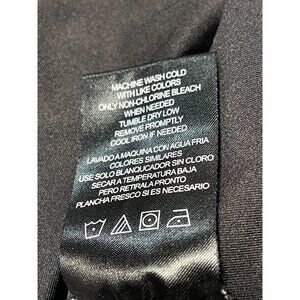 MACHINE WASH COLD
WITH LIKE COLORS
ONLY NON-CHLORINE BLEACH
WHEN NEEDED
TUMBLE DRY LOW
REMOVE PROMPTLY
COOL IRON IF NEEDED
LAVADO A MAQUINA CON AGUA FRIA
COLORES SIMILARES
USE SOLO BLANQUEADOR SIN CLORO
SECAR A TEMPERATURA BAJA
PERO RETIRALA PRONTO
PLANCHA FRESCO SI ES NECESARIO